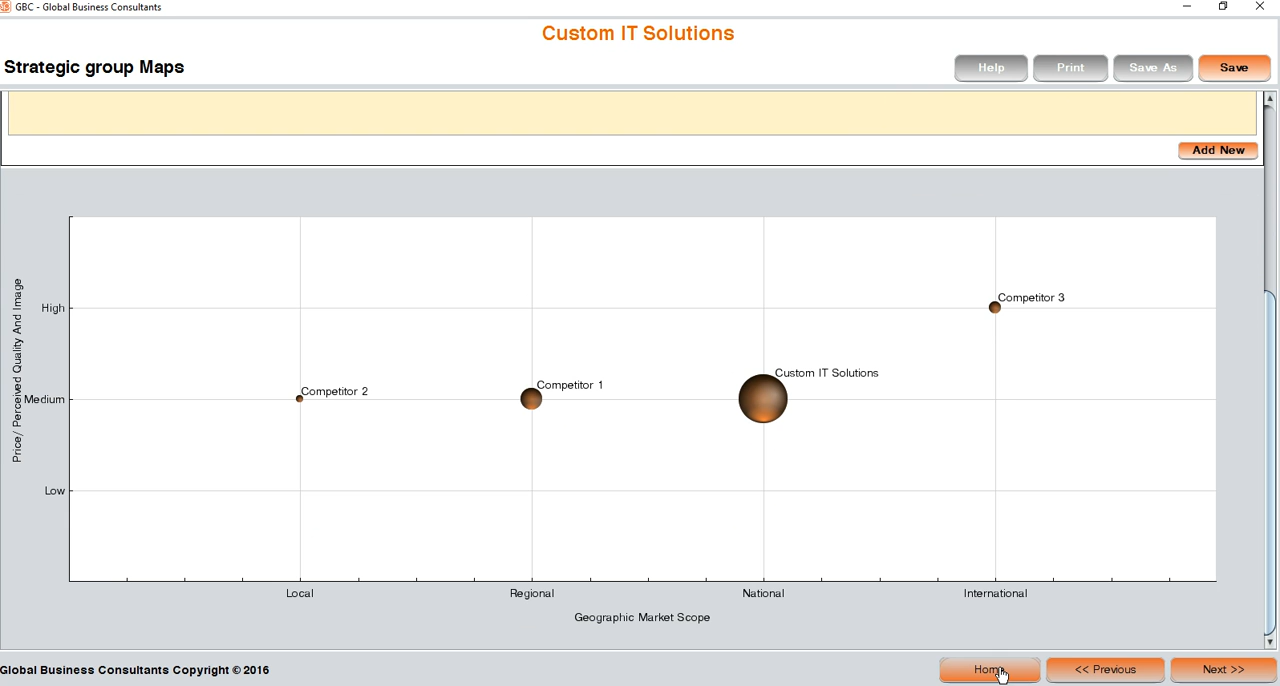 GBC - Global Business Consultants
Custom IT Solutions
Strategic group Maps
Help
Print
Save As
Save
Add New
Price/ Perceived Quality And Image
High
Medium
Low
Competitor 3
Custom IT Solutions
Competitor 1
Competitor 2
Local
Regional
National
International
Geographic Market Scope
Global Business Consultants Copyright © 2016
Home
<< Previous
Next >>